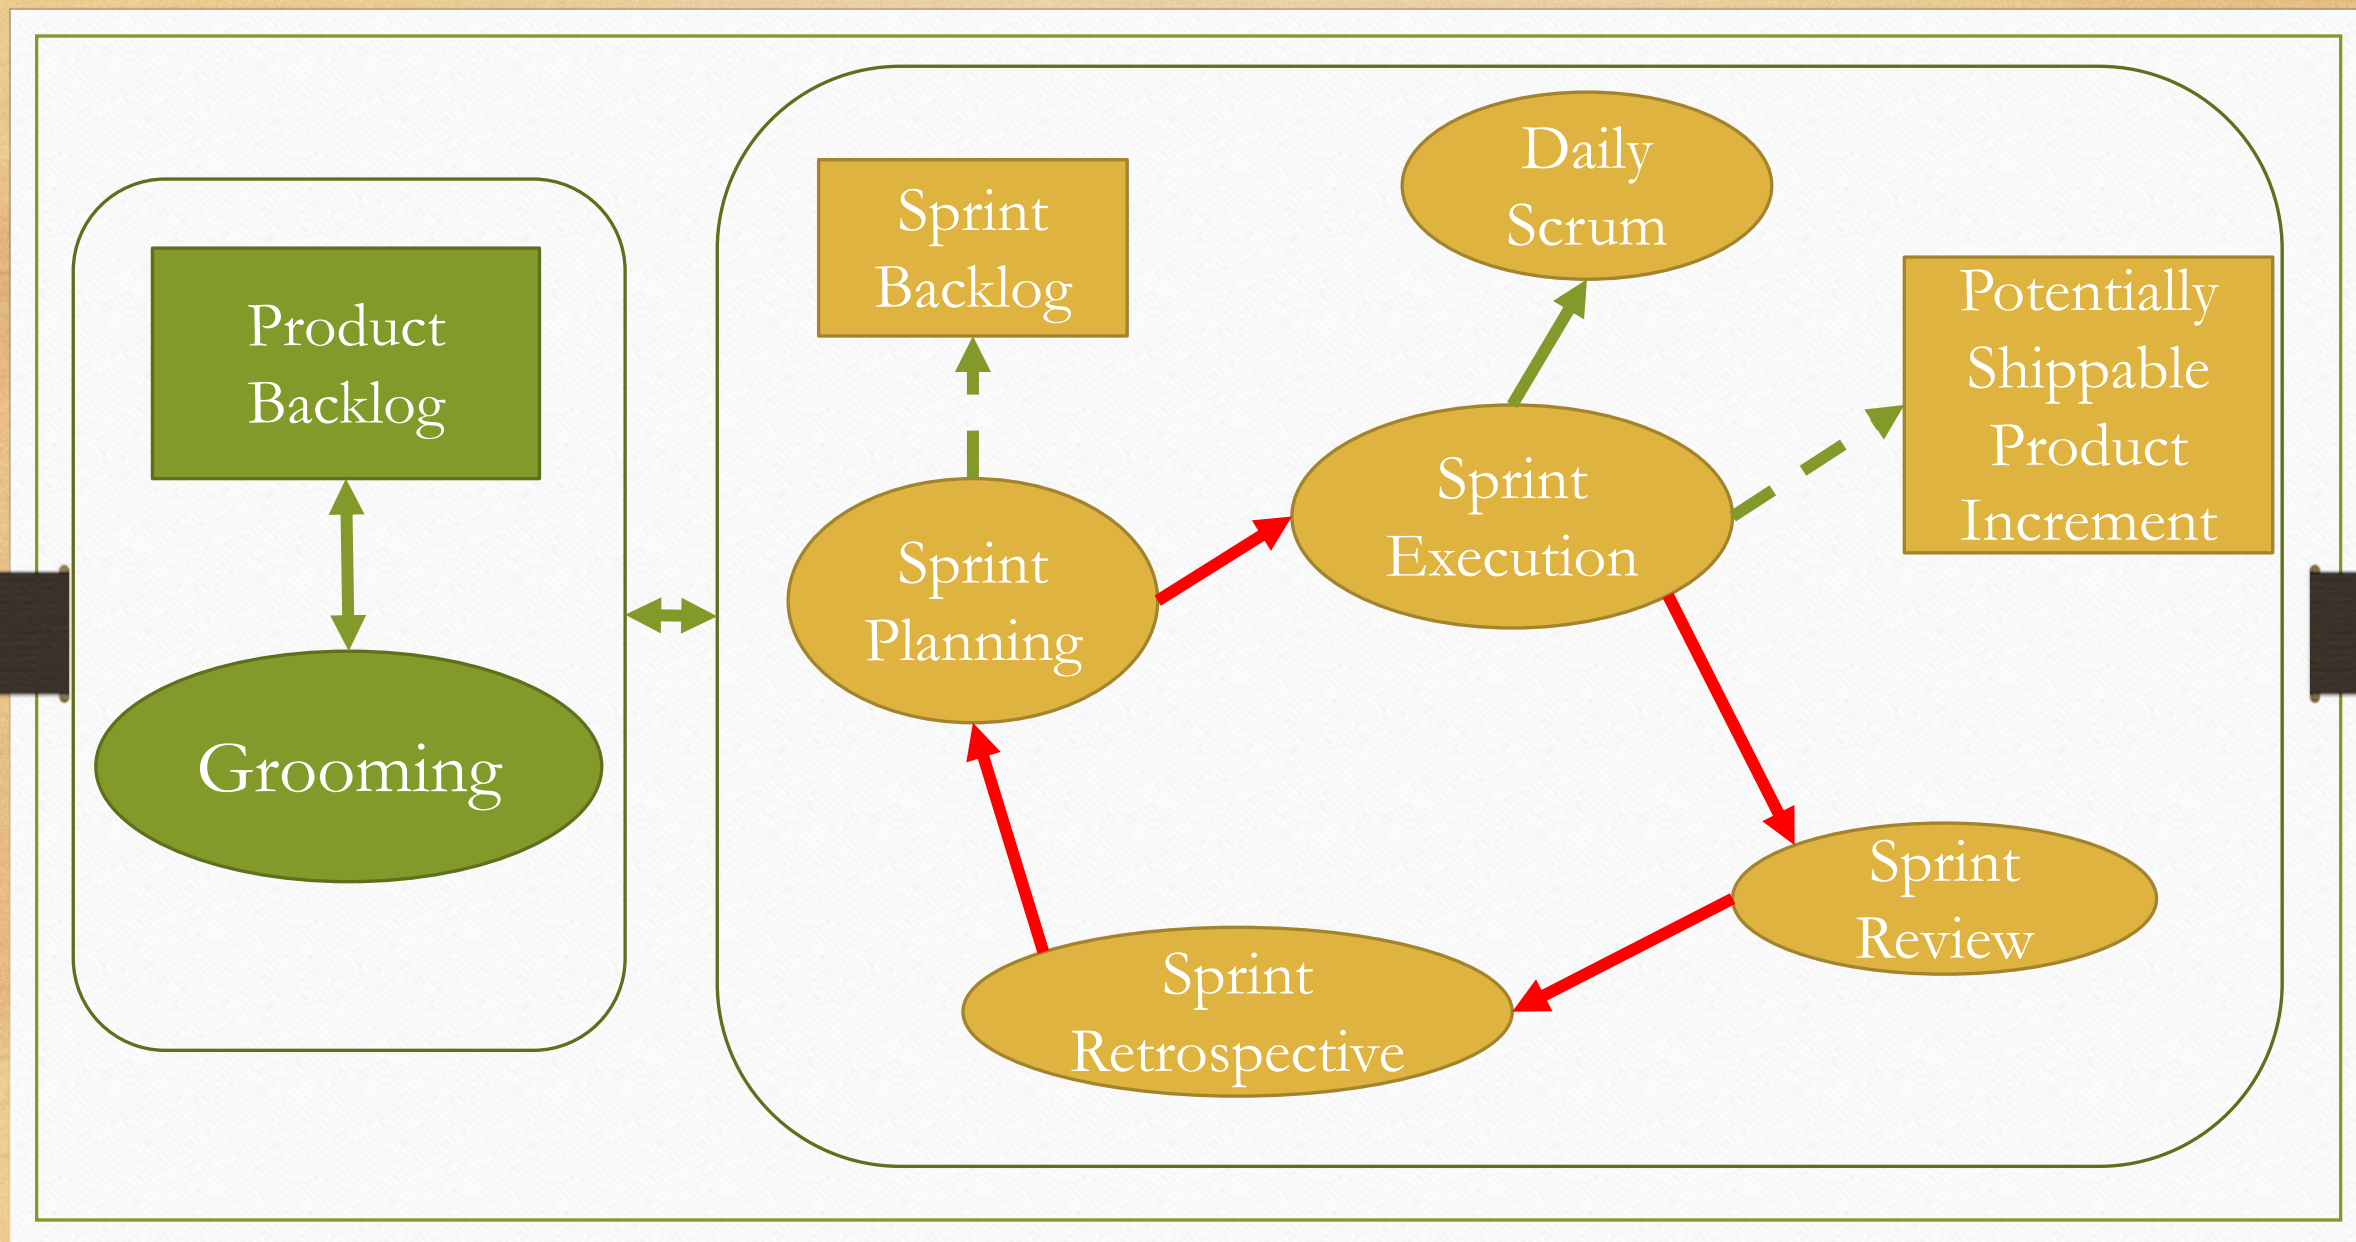 Product
Backlog
Grooming
Sprint
Backlog
Sprint
Planning
Daily
Scrum
Sprint
Execution
Potentially
Shippable
Product
Increment
Sprint
Review
Sprint
Retrospective